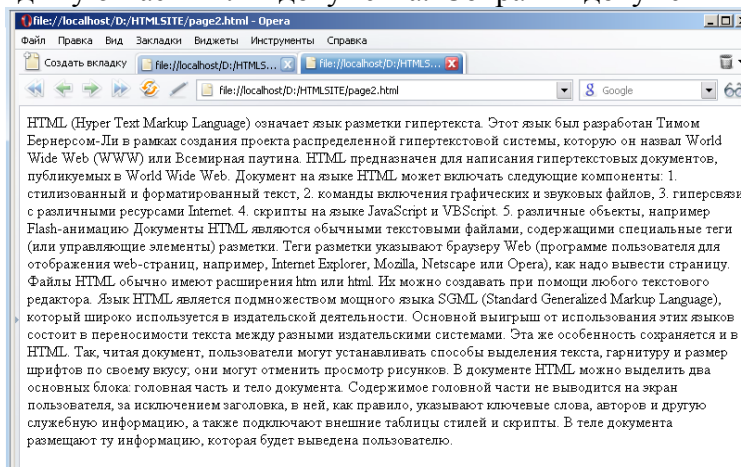 file://localhost/D:/HTMLSITE/page2.html - Opera
Файл Правка Вид Закладки Виджеты Инструменты Справка
Создать вкладку file://localhost/D:/HTMLS... file://localhost/D:/HTMLS...
file://localhost/D:/HTMLSITE/page2.html Google
HTML (Hyper Text Markup Language) означает язык разметки гипертекста. Этот язык был разработан Тимом
Бернерсом-Ли в рамках создания проекта распределенной гипертекстовой системы, которую он назвал World
Wide Web (WWW) или Всемирная паутина. HTML предназначен для написания гипертекстовых документов,
публикуемых в World Wide Web. Документ на языке HTML может включать следующие компоненты: 1.
стилизованный и форматированный текст, 2. команды включения графических и звуковых файлов, 3. гиперсвязи
с различными ресурсами Internet. 4. скрипты на языке JavaScript и VBScript. 5. различные объекты, например
Flash-анимацию Документы HTML являются обычными текстовыми файлами, содержащими специальные теги
(или управляющие элементы) разметки. Теги разметки указывают браузеру Web (программе пользователя для
отображения web-страниц, например, Internet Explorer, Mozilla, Netscape или Opera), как надо вывести страницу.
Файлы HTML обычно имеют расширения htm или html. Их можно создавать при помощи любого текстового
редактора. Язык HTML является подмножеством мощного языка SGML (Standard Generalized Markup Language),
который широко используется в издательской деятельности. Основной выигрыш от использования этих языков
состоит в переносимости текста между разными издательскими системами. Эта же особенность сохраняется и в
HTML. Так, читая документ, пользователи могут устанавливать способы выделения текста, гарнитуру и размер
шрифтов по своему вкусу; они могут отменить просмотр рисунков. В документе HTML можно выделить два
основных блока: головная часть и тело документа. Содержимое головной части не выводится на экран
пользователя, за исключением заголовка, в ней, как правило, указывают ключевые слова, авторов и другую
служебную информацию, а также подключают внешние таблицы стилей и скрипты. В теле документа
размещают ту информацию, которая будет выведена пользователю.